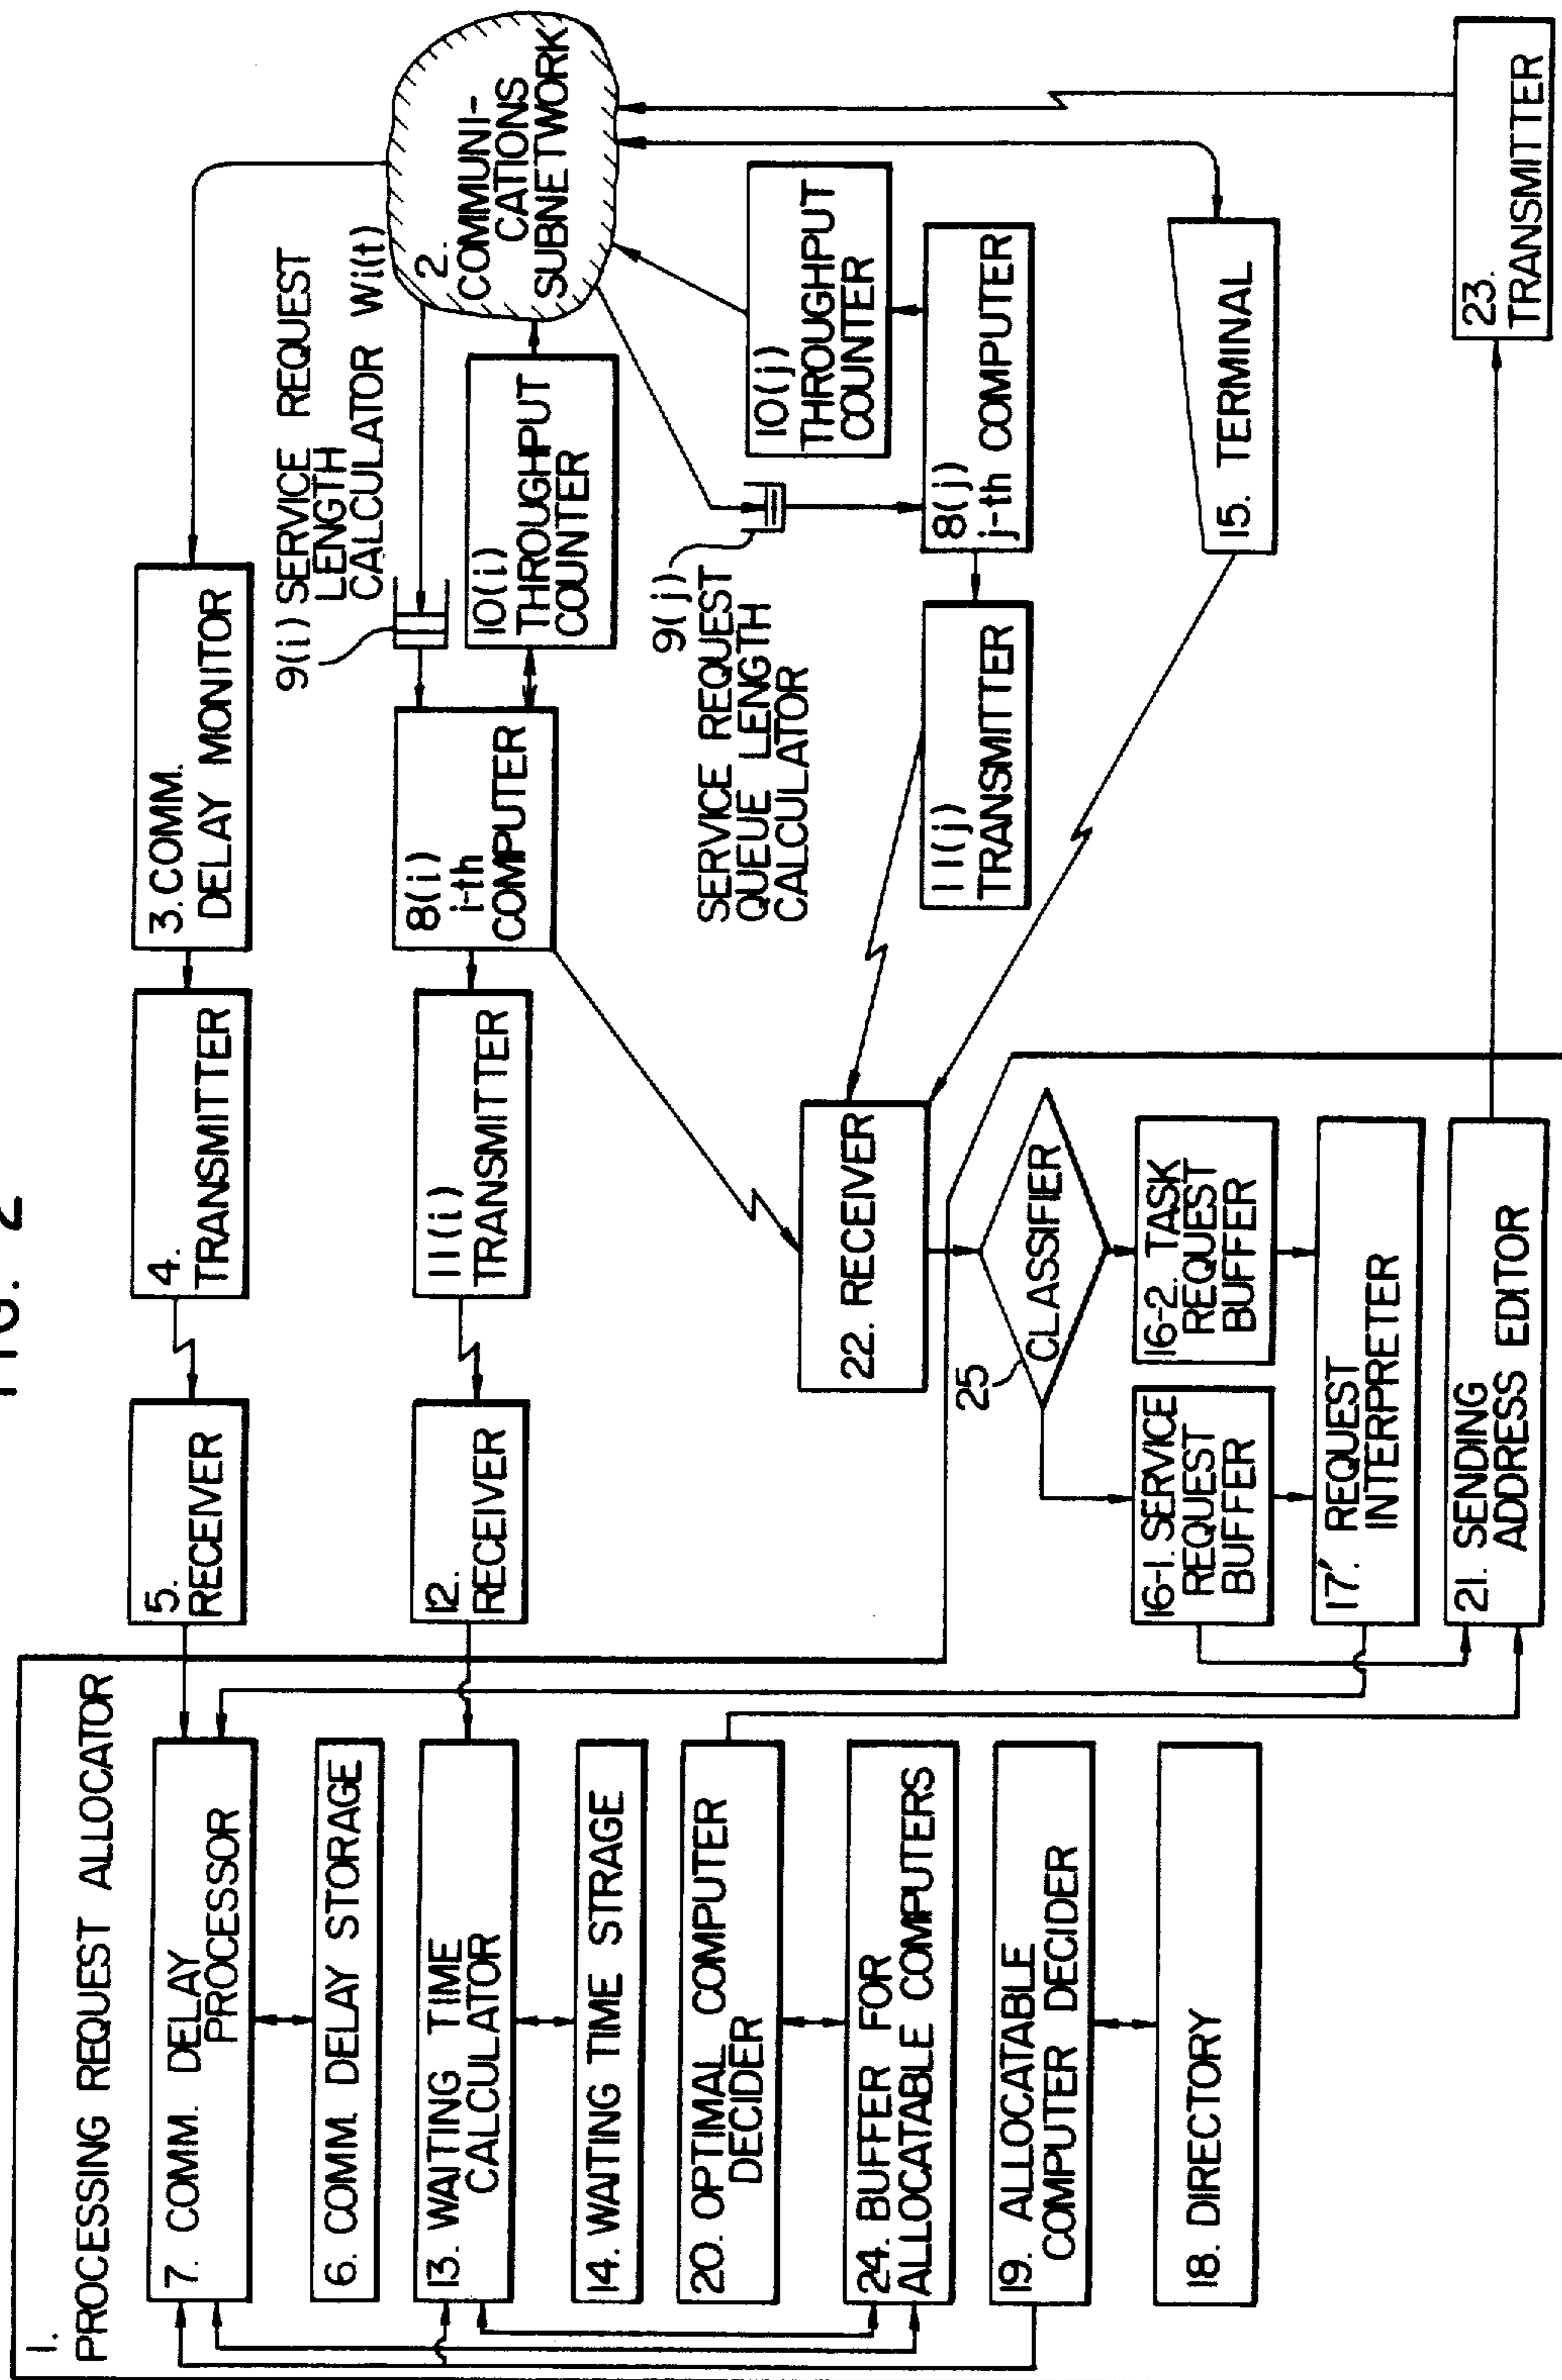 FIG. 2
1.
PROCESSING REQUEST ALLOCATOR
7. COMM. DELAY
PROCESSOR
6. COMM. DELAY STORAGE
13. WAITING TIME
CALCULATOR
14. WAITING TIME STRAGE
20. OPTIMAL COMPUTER
DECIDER
24. BUFFER FOR
ALLOCATABLE COMPUTERS
19. ALLOCATABLE
COMPUTER DECIDER
18. DIRECTORY
5.
RECEIVER
12.
RECEIVER
4.
TRANSMITTER
11(i)
TRANSMITTER
3. COMM.
DELAY MONITOR
8(i)
i-th
COMPUTER
9(i) SERVICE REQUEST
LENGTH
CALCULATOR Wi(t)
10(i)
THROUGHPUT
COUNTER
2.
COMMUNI-
CATIONS
SUBNETWORK
9(j)
SERVICE REQUEST
QUEUE LENGTH
CALCULATOR
10(j)
THROUGHPUT
COUNTER
8(j)
j-th COMPUTER
11(j)
TRANSMITTER
15. TERMINAL
22. RECEIVER
25
CLASSIFIER
16-1. SERVICE
REQUEST
BUFFER
16-2. TASK
REQUEST
BUFFER
17'. REQUEST
INTERPRETER
21. SENDING
ADDRESS EDITOR
23.
TRANSMITTER